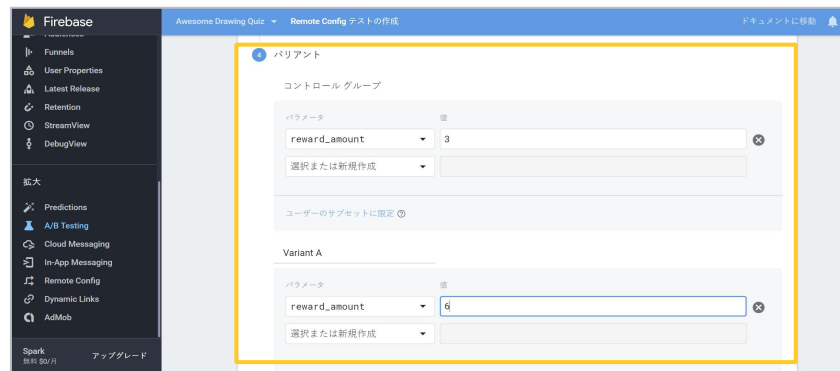 Firebase
Awesome Drawing Quiz
Remote Config テストの作成
ドキュメントに移動
Funnels
User Properties
Latest Release
Retention
StreamView
DebugView
拡大
Predictions
A/B Testing
Cloud Messaging
In-App Messaging
Remote Config
Dynamic Links
AdMob
Spark
無料 $0/月
アップグレード
4 バリアント
コントロール グループ
パラメータ 値
reward_amount 3
選択または新規作成
ユーザーのサブセットに限定
Variant A
パラメータ 値
reward_amount 6
選択または新規作成